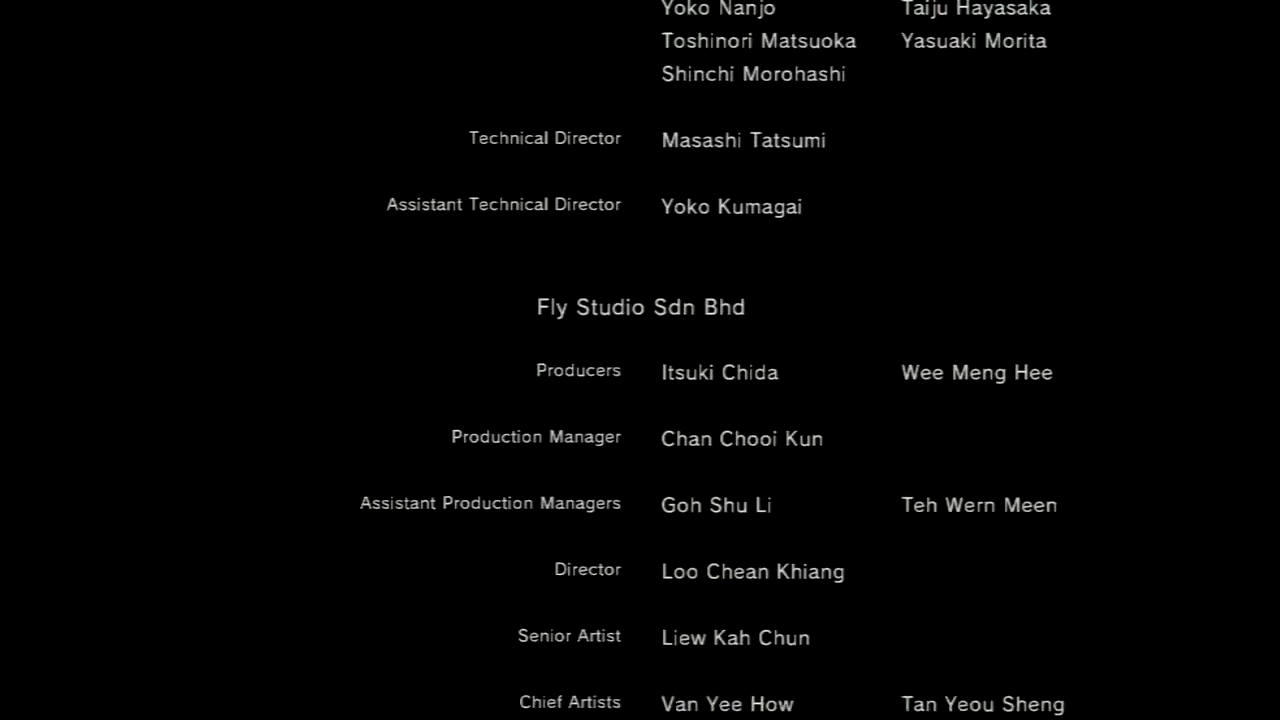 Yoko Nanjo Taiju Hayasaka
Toshinori Matsuoka Yasuaki Morita
Shinchi Morohashi
Technical Director Masashi Tatsumi
Assistant Technical Director Yoko Kumagai
Fly Studio Sdn Bhd
Producers Itsuki Chida Wee Meng Hee
Production Manager Chan Chooi Kun
Assistant Production Managers Goh Shu Li Teh Wern Meen
Director Loo Chean Khiang
Senior Artist Liew Kah Chun
Chief Artists Van Yee How Tan Yeou Sheng